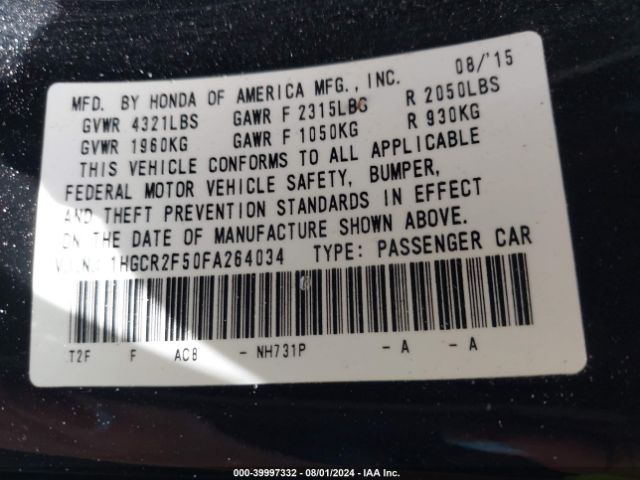 MFD. BY HONDA OF AMERICA MFG., INC. 08/'15
GVWR 4321LBS GAWR F 2315LBS R 2050LBS
GVWR 1960KG GAWR F 1050KG R 930KG
THIS VEHICLE CONFORMS TO ALL APPLICABLE
FEDERAL MOTOR VEHICLE SAFETY, BUMPER,
AND THEFT PREVENTION STANDARDS IN EFFECT
ON THE DATE OF MANUFACTURE SHOWN ABOVE.
1HGCR2F50FA264034 TYPE: PASSENGER CAR
T2F F AC8 - NH731P - A - A
000-39997332 - 08/01/2024 - IAA Inc.